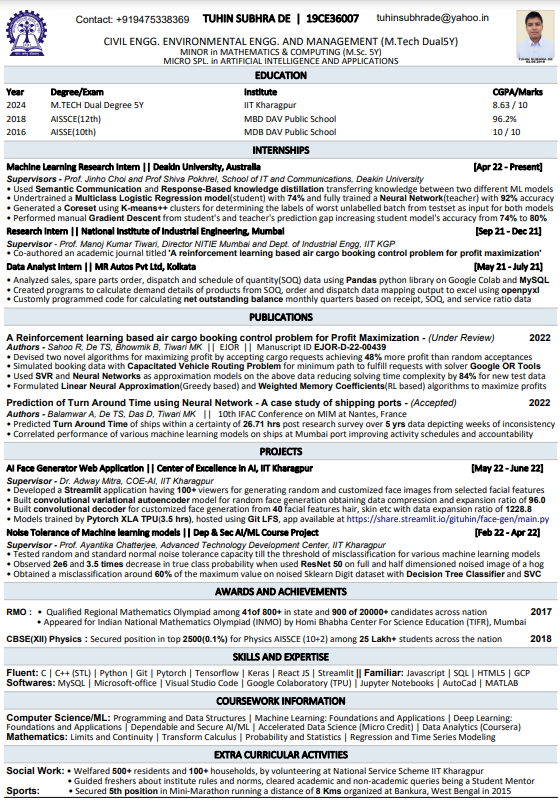 Contact: +919475338369 TUHIN SUBHRA DE | 19CE36007 tuhinsubhrade@yahoo.in
CIVIL ENGG. ENVIRONMENTAL ENGG. AND MANAGEMENT (M.Tech Dual5Y)
MINOR in MATHEMATICS & COMPUTING (M.Sc. 5Y)
MICRO SPL. in ARTIFICIAL INTELLIGENCE AND APPLICATIONS
EDUCATION
Year Degree/Exam Institute CGPA/Marks
2024 M.TECH Dual Degree 5Y IIT Kharagpur 8.63 / 10
2018 AISSCE(12th) MBD DAV Public School 96.2%
2016 AISSE(10th) MDB DAV Public School 10 / 10
INTERNSHIPS
Machine Learning Research Intern || Deakin University, Australia [Apr 22 - Present]
Supervisors - Prof. Jinho Choi and Prof Shiva Pokhrel, School of IT and Communications, Deakin University
• Used Semantic Communication and Response-Based knowledge distillation transferring knowledge between two different ML models
• Undertrained a Multiclass Logistic Regression model(student) with 74% and fully trained a Neural Network(teacher) with 92% accuracy
• Generated a Coreset using K-means++ clusters for determining the labels of worst unlabeled batch from testset as input for both models
• Performed manual Gradient Descent from student's and teacher's prediction gap increasing student model's accuracy from 74% to 80%
Research Intern || National Institute of Industrial Engineering, Mumbai [Sep 21 - Dec 21]
Supervisor - Prof. Manoj Kumar Tiwari, Director NITIE Mumbai and Dept. of Industrial Engg, IIT KGP
• Co-authored an academic journal titled 'A reinforcement learning based air cargo booking control problem for profit maximization'
Data Analyst Intern || MR Autos Pvt Ltd, Kolkata [May 21 - July 21]
• Analyzed sales, spare parts order, dispatch and schedule of quantity(SOQ) data using Pandas python library on Google Colab and MySQL
• Created programs to calculate demand details of products from SOQ, order and dispatch data mapping output to excel using openpyxl
• Customly programmed code for calculating net outstanding balance monthly quarters based on receipt, SOQ, and service ratio data
PUBLICATIONS
A Reinforcement learning based air cargo booking control problem for Profit Maximization - (Under Review) 2022
Authors - Sahoo R, De TS, Bhowmik B, Tiwari MK || EJOR || Manuscript ID EJOR-D-22-00439
• Devised two novel algorithms for maximizing profit by accepting cargo requests achieving 48% more profit than random acceptances
• Simulated booking data with Capacitated Vehicle Routing Problem for minimum path to fulfill requests with solver Google OR Tools
• Used SVR and Neural Networks as approximation models on the above data reducing solving time complexity by 84% for new test data
• Formulated Linear Neural Approximation(Greedy based) and Weighted Memory Coefficients(RL based) algorithms to maximize profits
Prediction of Turn Around Time using Neural Network - A case study of shipping ports - (Accepted) 2022
Authors - Balamwar A, De TS, Das D, Tiwari MK || 10th IFAC Conference on MIM at Nantes, France
• Predicted Turn Around Time of ships within a certainty of 26.71 hrs post research survey over 5 yrs data depicting weeks of inconsistency
• Correlated performance of various machine learning models on ships at Mumbai port improving activity schedules and accountability
PROJECTS
AI Face Generator Web Application || Center of Excellence in AI, IIT Kharagpur [May 22 - June 22]
Supervisor - Dr. Adway Mitra, COE-AI, IIT Kharagpur
• Developed a Streamlit application having 100+ viewers for generating random and customized face images from selected facial features
• Built convolutional variational autoencoder model for random face generation obtaining data compression and expansion ratio of 96.0
• Built convolutional decoder for customized face generation from 40 facial features hair, skin etc with data expansion ratio of 1228.8
• Models trained by Pytorch XLA TPU(3.5 hrs), hosted using Git LFS, app available at https://share.streamlit.io/gituhin/face-gen/main.py
Noise Tolerance of Machine learning models || Dep & Sec AI/ML Course Project [Feb 22 - Apr 22]
Supervisor - Prof. Ayantika Chatterjee, Advanced Technology Development Center, IIT Kharagpur
• Tested random and standard normal noise tolerance capacity till the threshold of misclassification for various machine learning models
• Observed 2e6 and 3.5 times decrease in true class probability when used ResNet 50 on full and half dimensioned noised image of a hog
• Obtained a misclassification around 60% of the maximum value on noised Sklearn Digit dataset with Decision Tree Classifier and SVC
AWARDS AND ACHIEVEMENTS
RMO : • Qualified Regional Mathematics Olympiad among 41of 800+ in state and 900 of 20000+ candidates across nation 2017
• Appeared for Indian National Mathematics Olympiad (INMO) by Homi Bhabha Center For Science Education (TIFR), Mumbai
CBSE(XII) Physics : Secured position in top 2500(0.1%) for Physics AISSCE (10+2) among 25 Lakh+ students across the nation 2018
SKILLS AND EXPERTISE
Fluent: C | C++ (STL) | Python | Git | Pytorch | Tensorflow | Keras | React JS | Streamlit || Familiar: Javascript | SQL | HTML5 | GCP
Softwares: MySQL | Microsoft-office | Visual Studio Code | Google Colaboratory (TPU) | Jupyter Notebooks | AutoCad | MATLAB
COURSEWORK INFORMATION
Computer Science/ML: Programming and Data Structures | Machine Learning: Foundations and Applications | Deep Learning:
Foundations and Applications | Dependable and Secure AI/ML | Accelerated Data Science (Micro Credit) | Data Analytics (Coursera)
Mathematics: Limits and Continuity | Transform Calculus | Probability and Statistics | Regression and Time Series Modeling
EXTRA CURRICULAR ACTIVITIES
Social Work: • Welfared 500+ residents and 100+ households, by volunteering at National Service Scheme IIT Kharagpur
• Guided freshers about institute rules and norms, cleared academic and non-academic queries being a Student Mentor
Sports: • Secured 5th position in Mini-Marathon running a distance of 8 Kms organized at Bankura, West Bengal in 2015